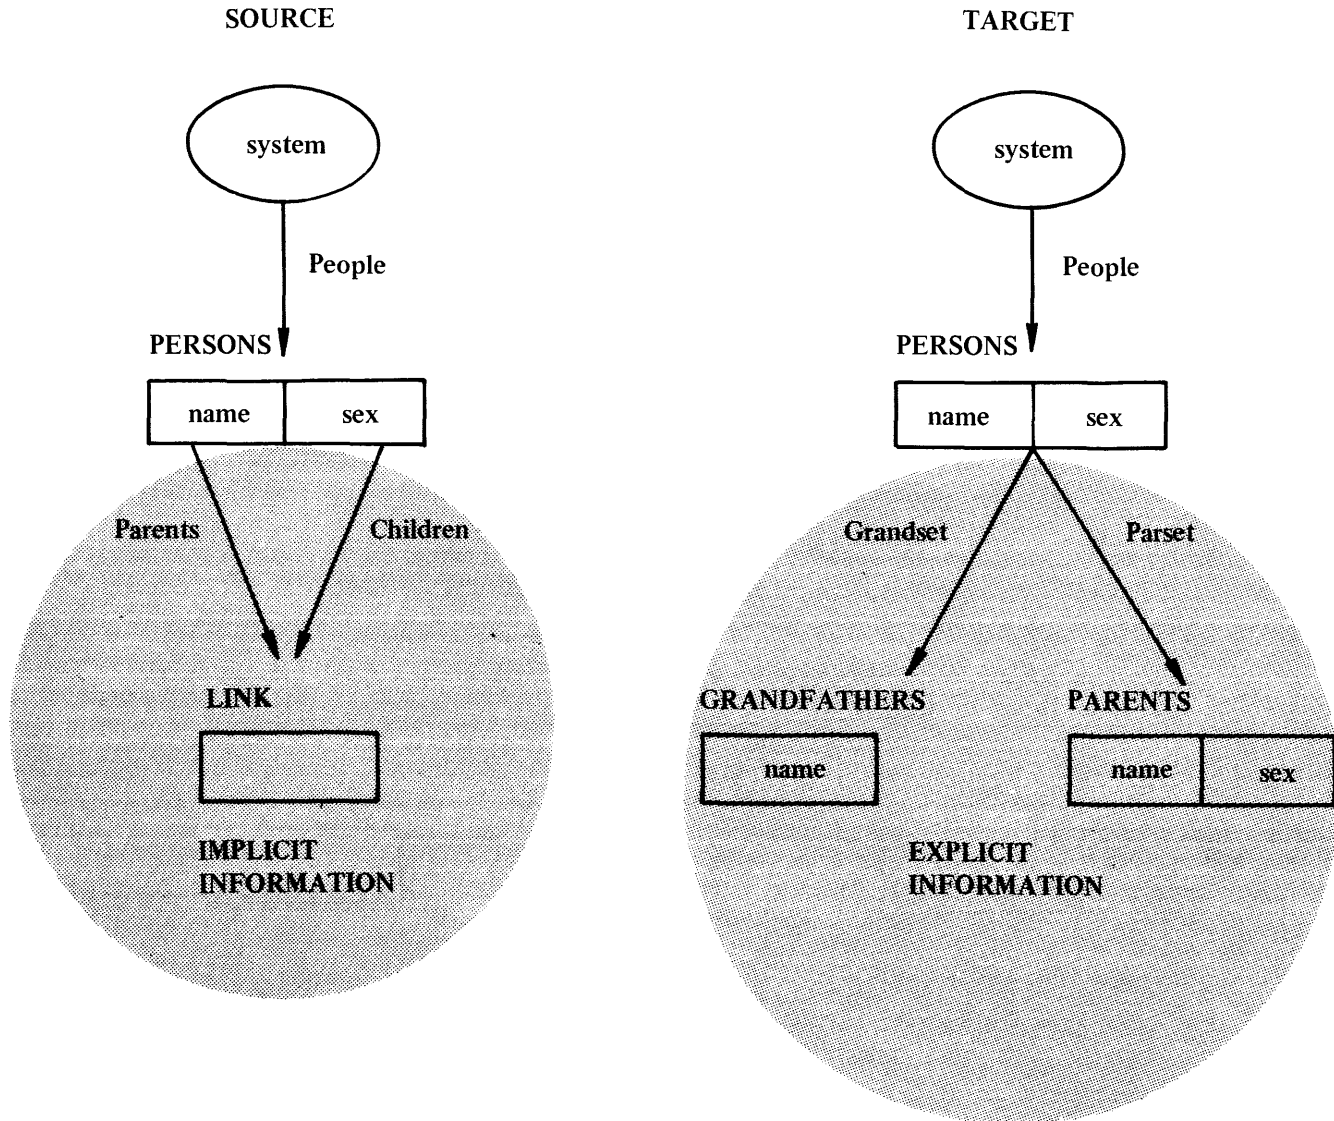 SOURCE
system
People
PERSONS
name sex
Parents Children
LINK
IMPLICIT
INFORMATION
TARGET
system
People
PERSONS
name sex
Grandset Parset
GRANDFATHERS PARENTS
name name sex
EXPLICIT
INFORMATION